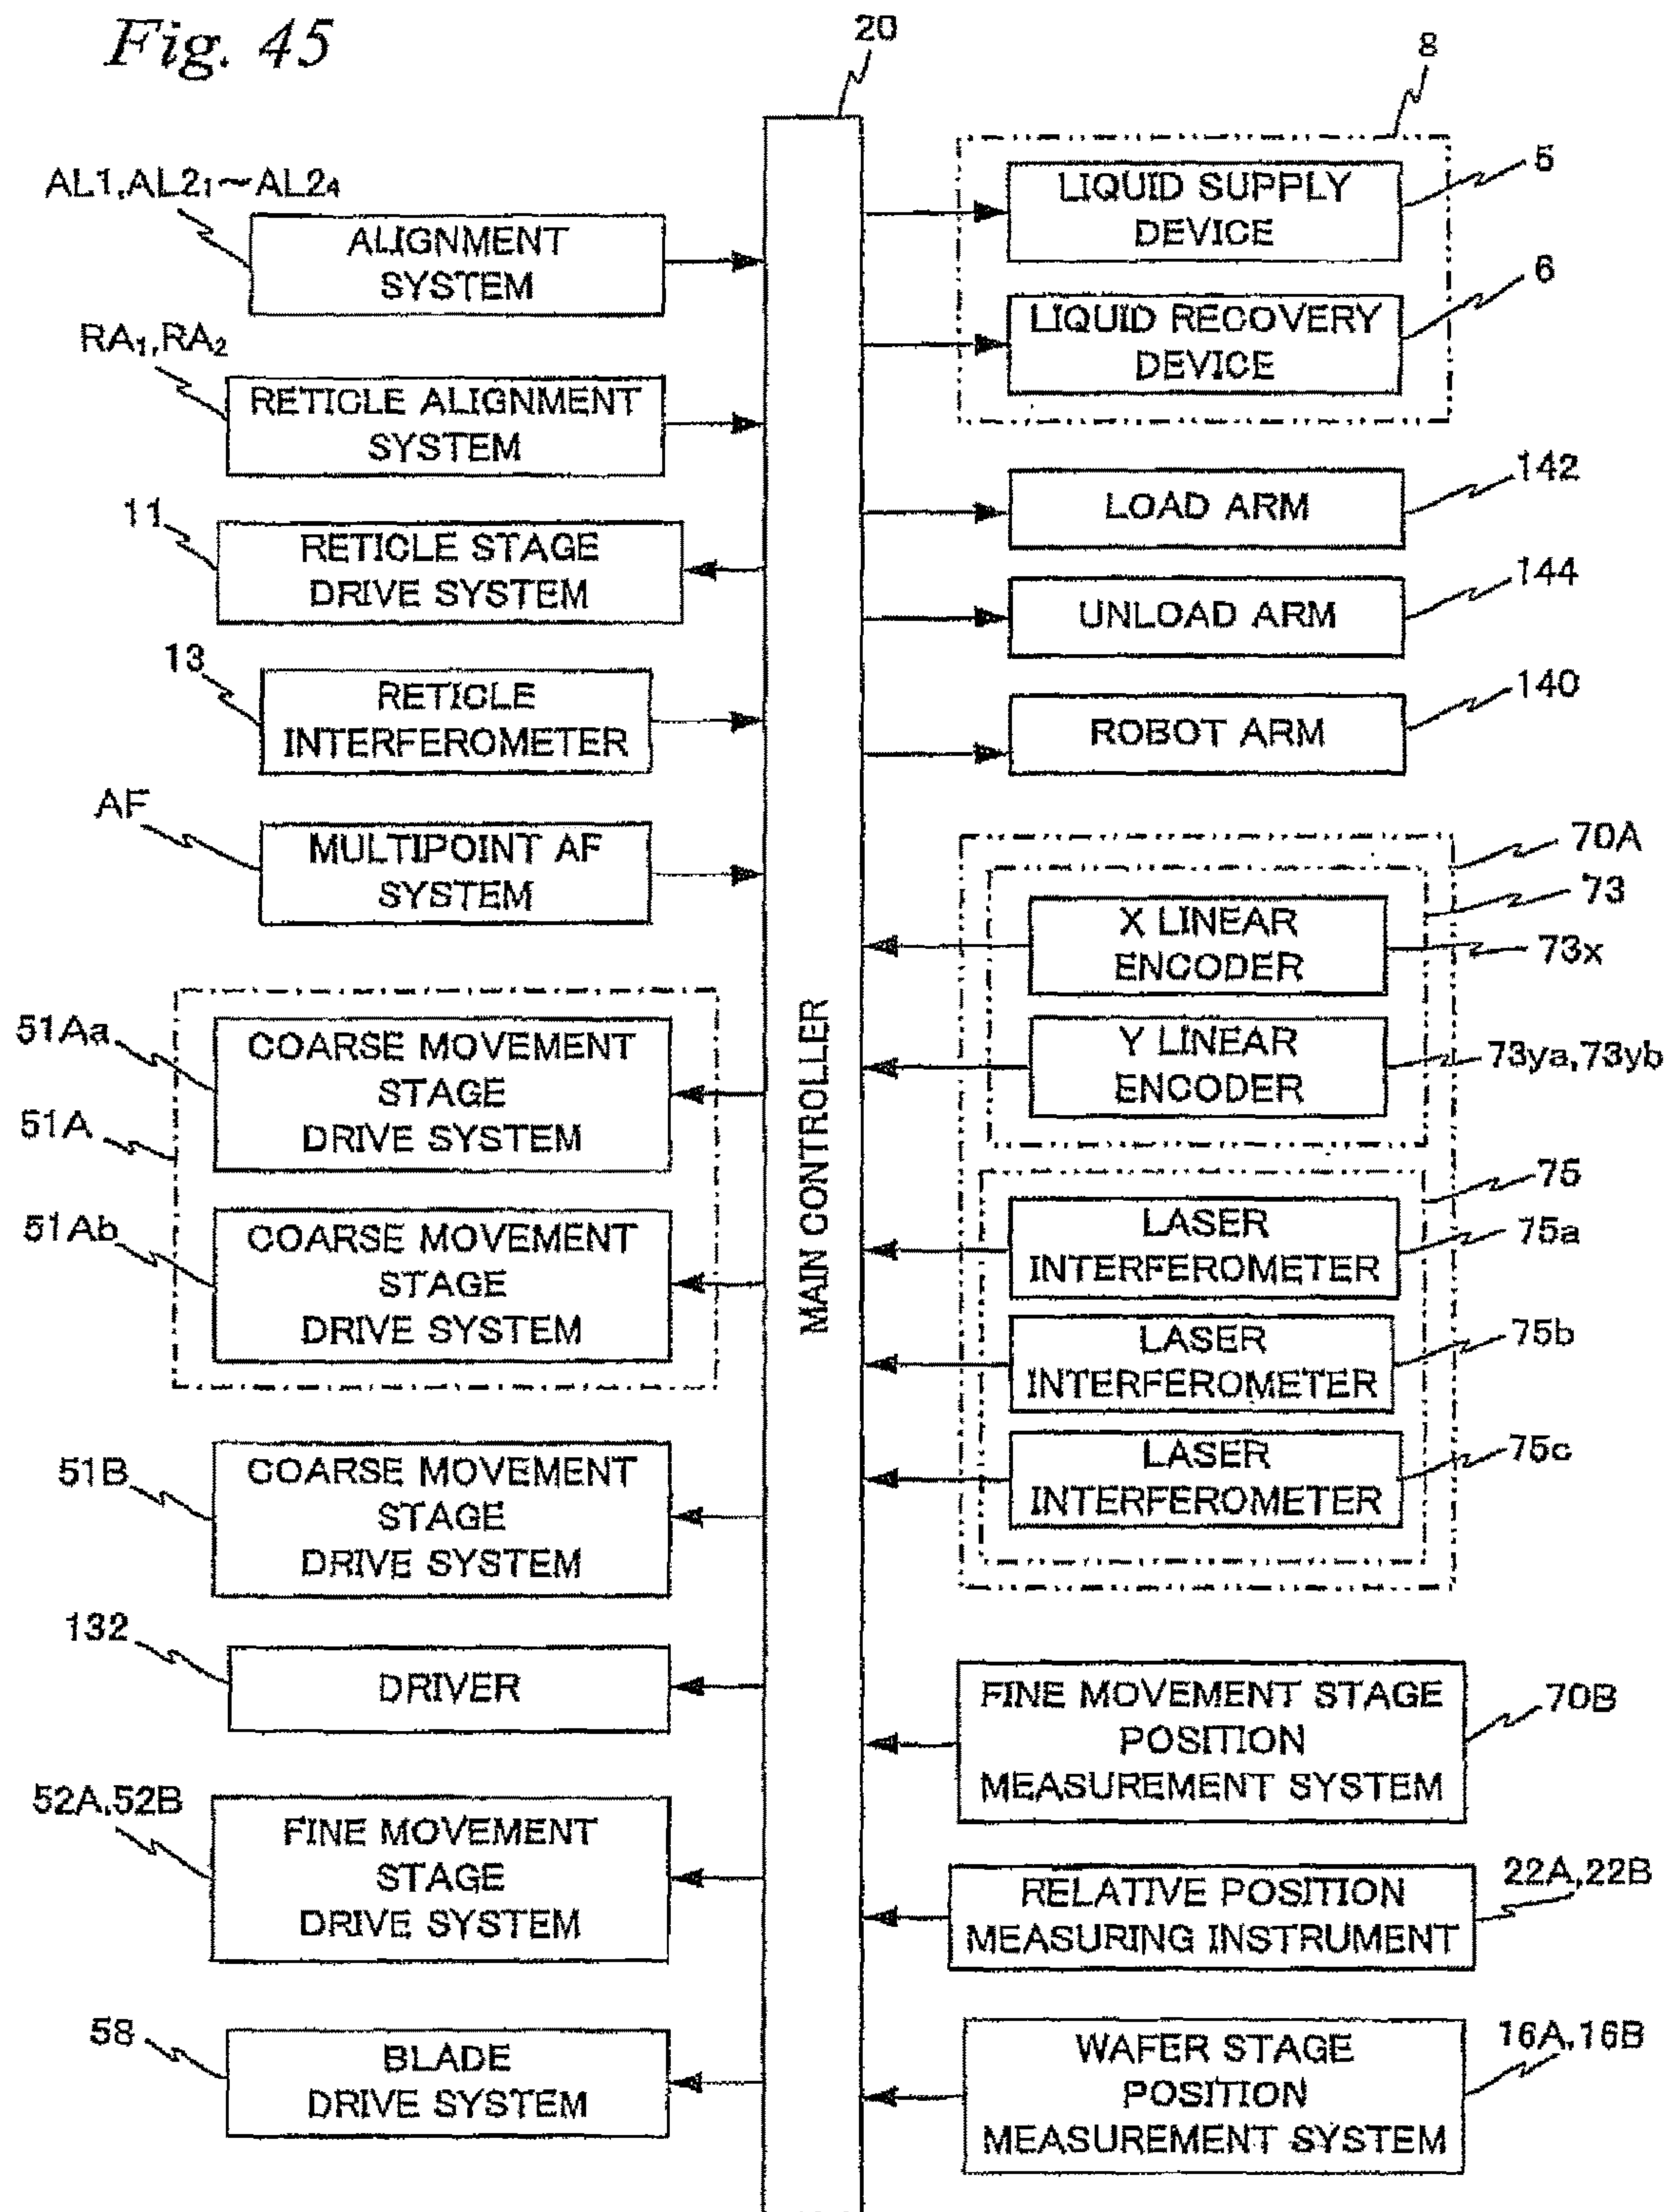 Fig. 45
20
8
AL1,AL2₁~AL2₄
ALIGNMENT
SYSTEM
RA₁,RA₂
RETICLE ALIGNMENT
SYSTEM
11
RETICLE STAGE
DRIVE SYSTEM
13
RETICLE
INTERFEROMETER
AF
MULTIPOINT AF
SYSTEM
51Aa
COARSE MOVEMENT
STAGE
DRIVE SYSTEM
51A
51Ab
COARSE MOVEMENT
STAGE
DRIVE SYSTEM
51B
COARSE MOVEMENT
STAGE
DRIVE SYSTEM
132
DRIVER
52A,52B
FINE MOVEMENT
STAGE
DRIVE SYSTEM
58
BLADE
DRIVE SYSTEM
MAIN CONTROLLER
LIQUID SUPPLY
DEVICE
5
LIQUID RECOVERY
DEVICE
6
LOAD ARM
142
UNLOAD ARM
144
ROBOT ARM
140
70A
73
X LINEAR
ENCODER
73x
Y LINEAR
ENCODER
73ya,73yb
75
LASER
INTERFEROMETER
75a
LASER
INTERFEROMETER
75b
LASER
INTERFEROMETER
75c
FINE MOVEMENT STAGE
POSITION
MEASUREMENT SYSTEM
70B
RELATIVE POSITION
MEASURING INSTRUMENT
22A,22B
WAFER STAGE
POSITION
MEASUREMENT SYSTEM
16A,16B